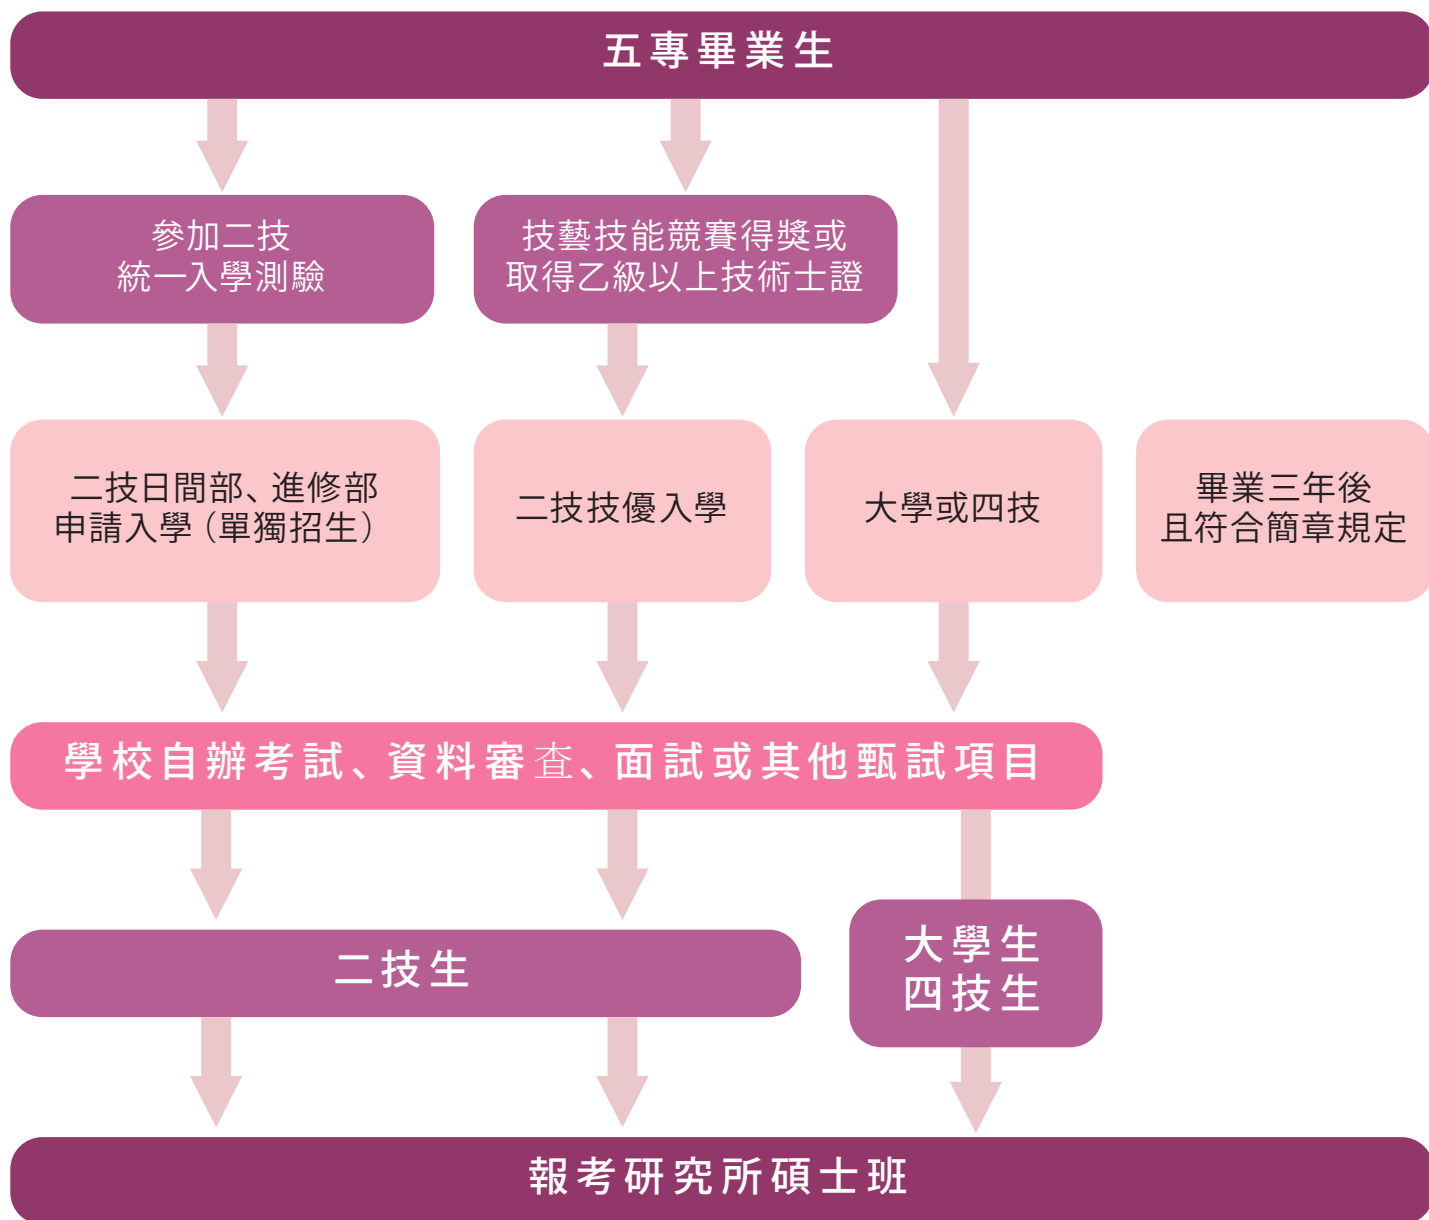 五專畢業生
參加二技
統一入學測驗
技藝技能競賽得獎或
取得乙級以上技術士證
二技日間部、進修部
申請入學（單獨招生）
二技技優入學
大學或四技
畢業三年後
且符合簡章規定
學校自辦考試、資料審查、面試或其他甄試項目
二技生
大學生
四技生
報考研究所碩士班